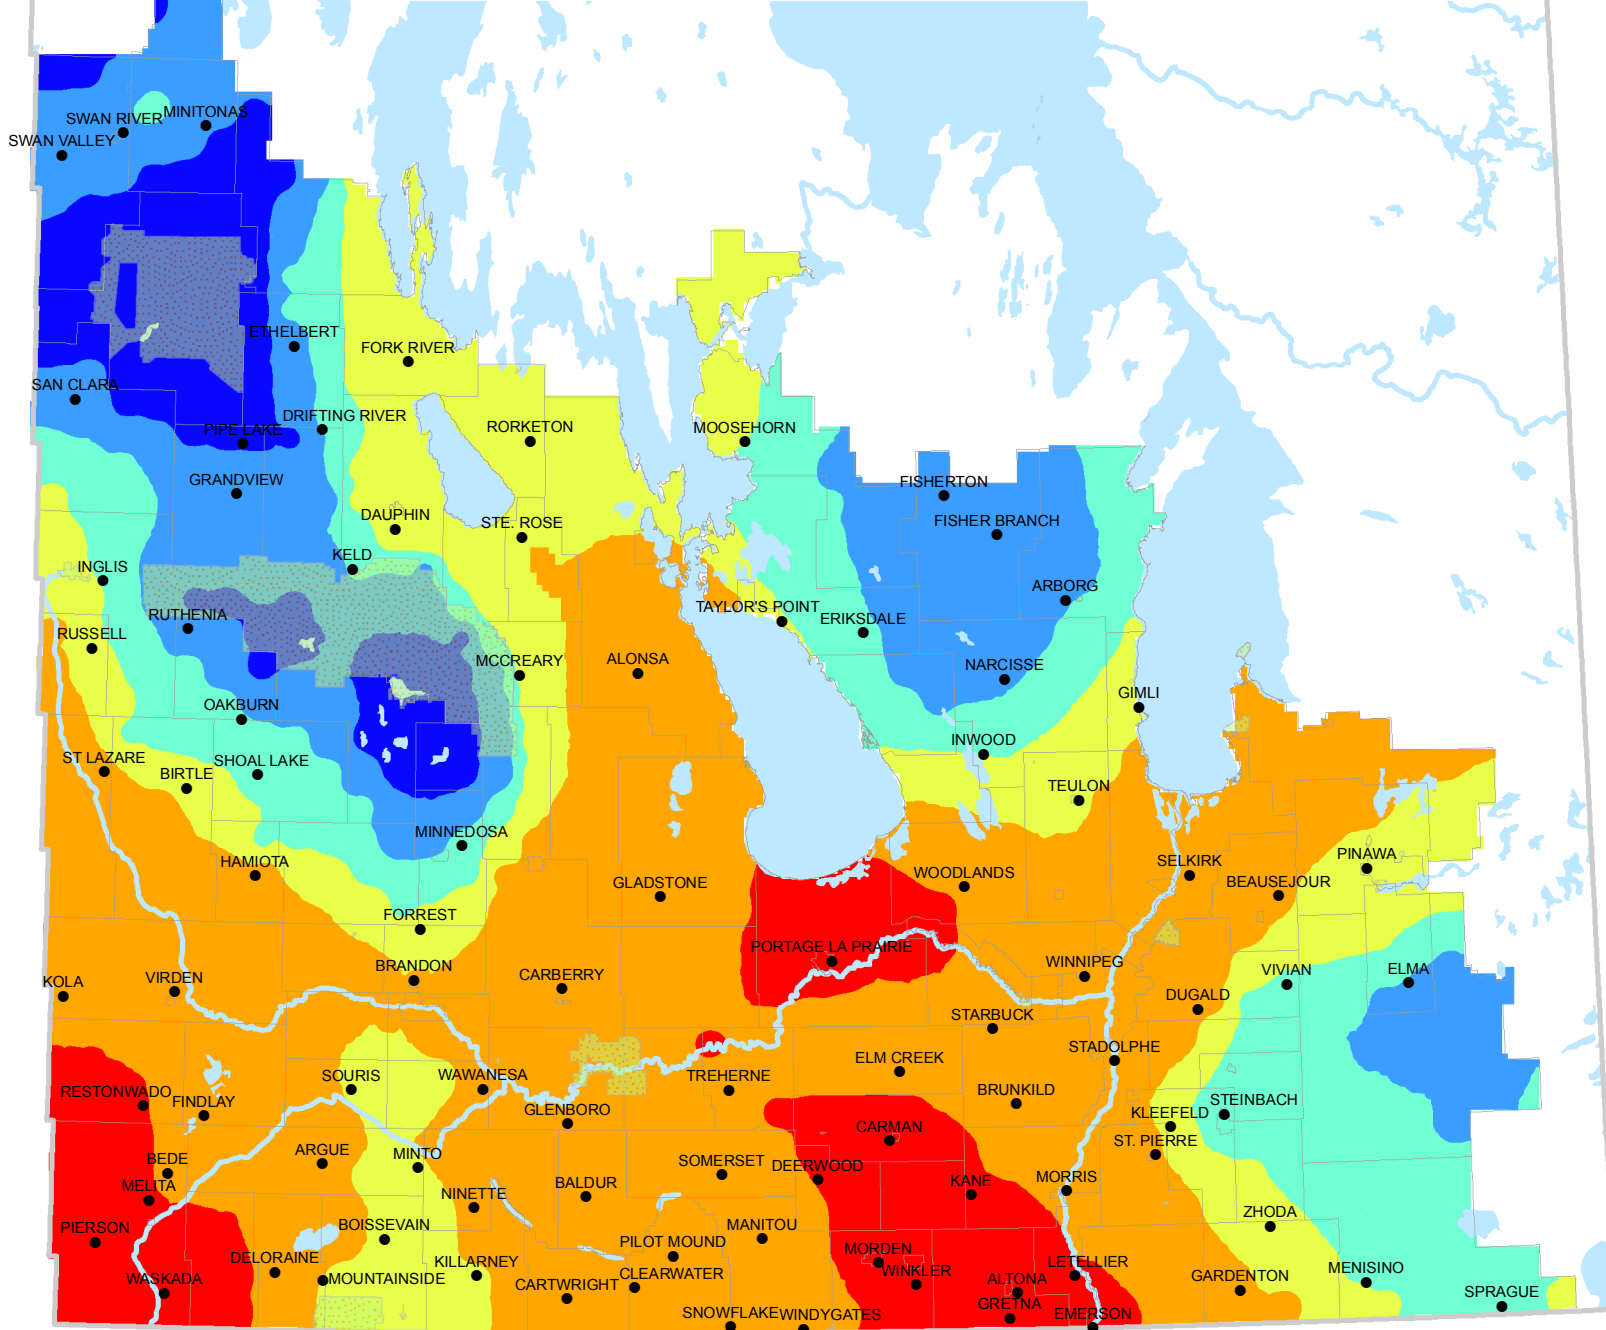 SWAN RIVER
MINITONAS
SWAN VALLEY
ETHELBERT
FORK RIVER
SAN CLARA
DRIFTING RIVER
PIPE LAKE
RORKETON
MOOSEHORN
GRANDVIEW
FISHERTON
DAUPHIN
STE. ROSE
FISHER BRANCH
KELD
INGLIS
ARBORG
RUTHENIA
TAYLOR'S POINT
ERIKSDALE
RUSSELL
MCCREARY
ALONSA
NARCISSE
GIMLI
OAKBURN
INWOOD
ST LAZARE
SHOAL LAKE
BIRTLE
TEULON
MINNEDOSA
HAMIOTA
GLADSTONE
WOODLANDS
SELKIRK
PINAWA
BEAUSEJOUR
FORREST
PORTAGE LA PRAIRIE
BRANDON
CARBERRY
WINNIPEG
VIVIAN
ELMA
KOLA
VIRDEN
DUGALD
STARBUCK
STADOLPHE
ELM CREEK
SOURIS
WAWANESA
TREHERNE
BRUNKILD
RESTONWADO
FINDLAY
GLENBORO
STEINBACH
KLEEFELD
CARMAN
ST. PIERRE
ARGUE
MINTO
BEDE
SOMERSET
DEERWOOD
MELITA
BALDUR
KANE
MORRIS
NINETTE
PIERSON
BOISSEVAIN
MANITOU
ZHODA
PILOT MOUND
MORDEN
DELORAINE
KILLARNEY
LETELLIER
WASKADA
MOUNTAINSIDE
CARTWRIGHT
CLEARWATER
WINKLER
ALTONA
GARDENTON
MENISINO
SPRAGUE
SNOWFLAKE
WINDYGATES
GRETNA
EMERSON